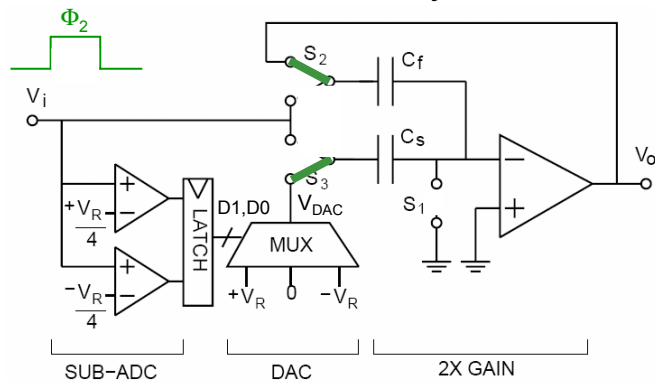 Φ2
S2
Cf
Vi
Cs
Vo
S3
S1
+VR
4
−VR
4
LATCH
D1,D0
VDAC
MUX
+VR
0
−VR
SUB−ADC
DAC
2X GAIN